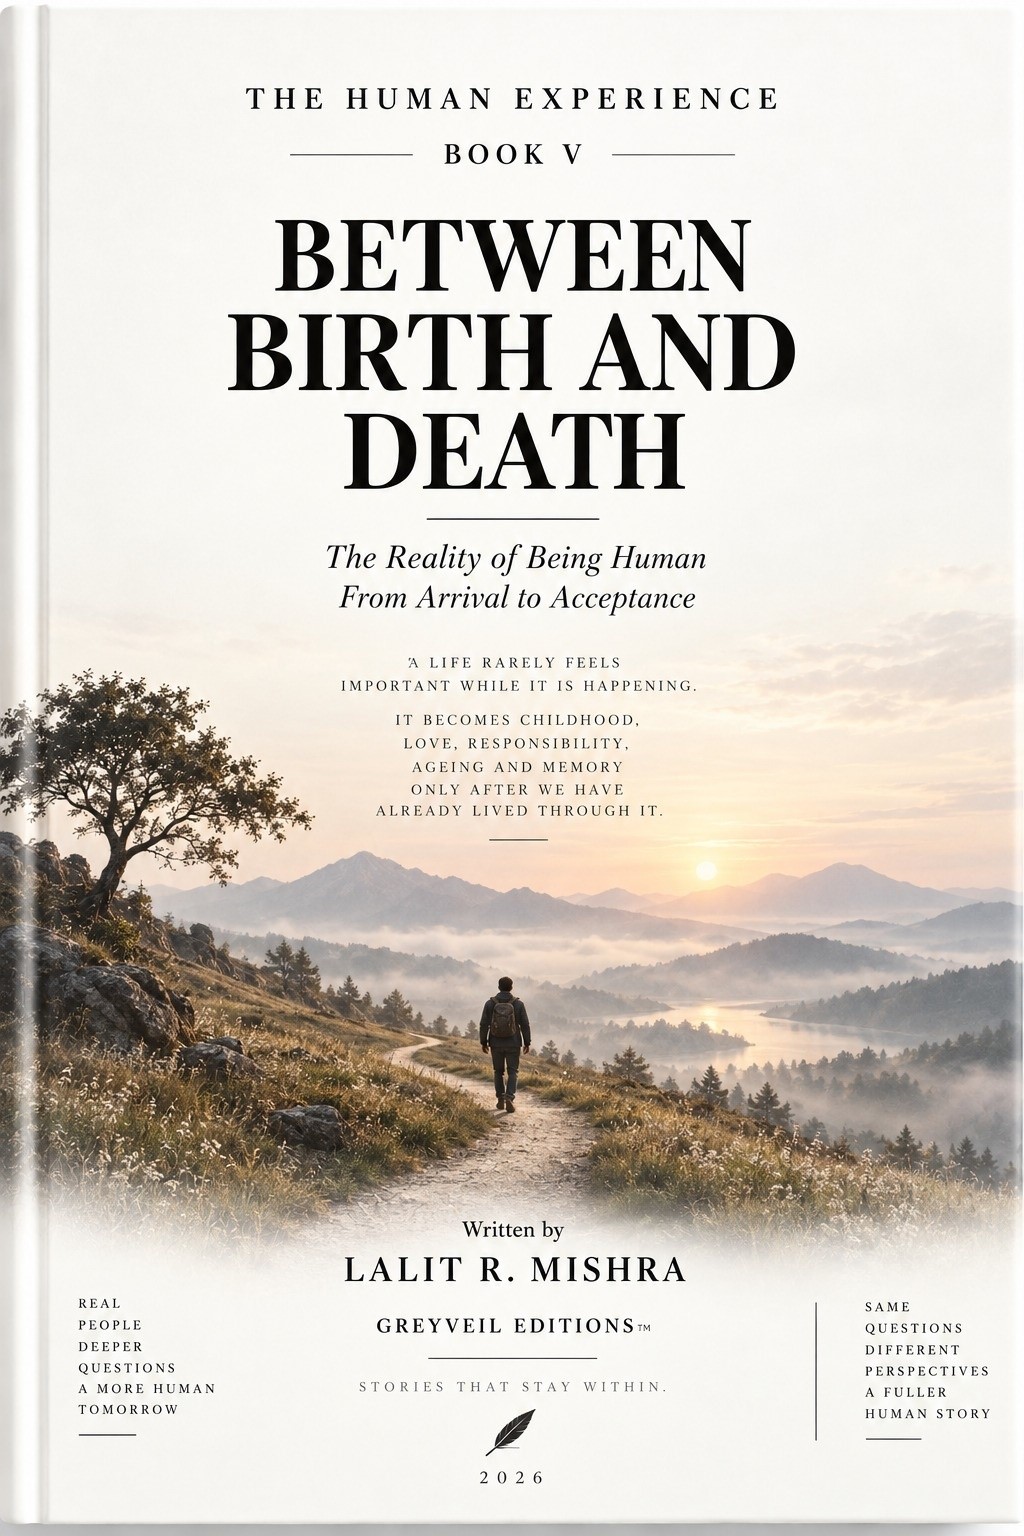 THE HUMAN EXPERIENCE
BOOK V
BETWEEN
BIRTH AND
DEATH
The Reality of Being Human
From Arrival to Acceptance
'A LIFE RARELY FEELS
IMPORTANT WHILE IT IS HAPPENING.
IT BECOMES CHILDHOOD,
LOVE, RESPONSIBILITY,
AGEING AND MEMORY
ONLY AFTER WE HAVE
ALREADY LIVED THROUGH IT.
Written by
LALIT R. MISHRA
GREYVEIL EDITIONS™
STORIES THAT STAY WITHIN.
2026
REAL
PEOPLE
DEEPER
QUESTIONS
A MORE HUMAN
TOMORROW
SAME
QUESTIONS
DIFFERENT
PERSPECTIVES
A FULLER
HUMAN STORY